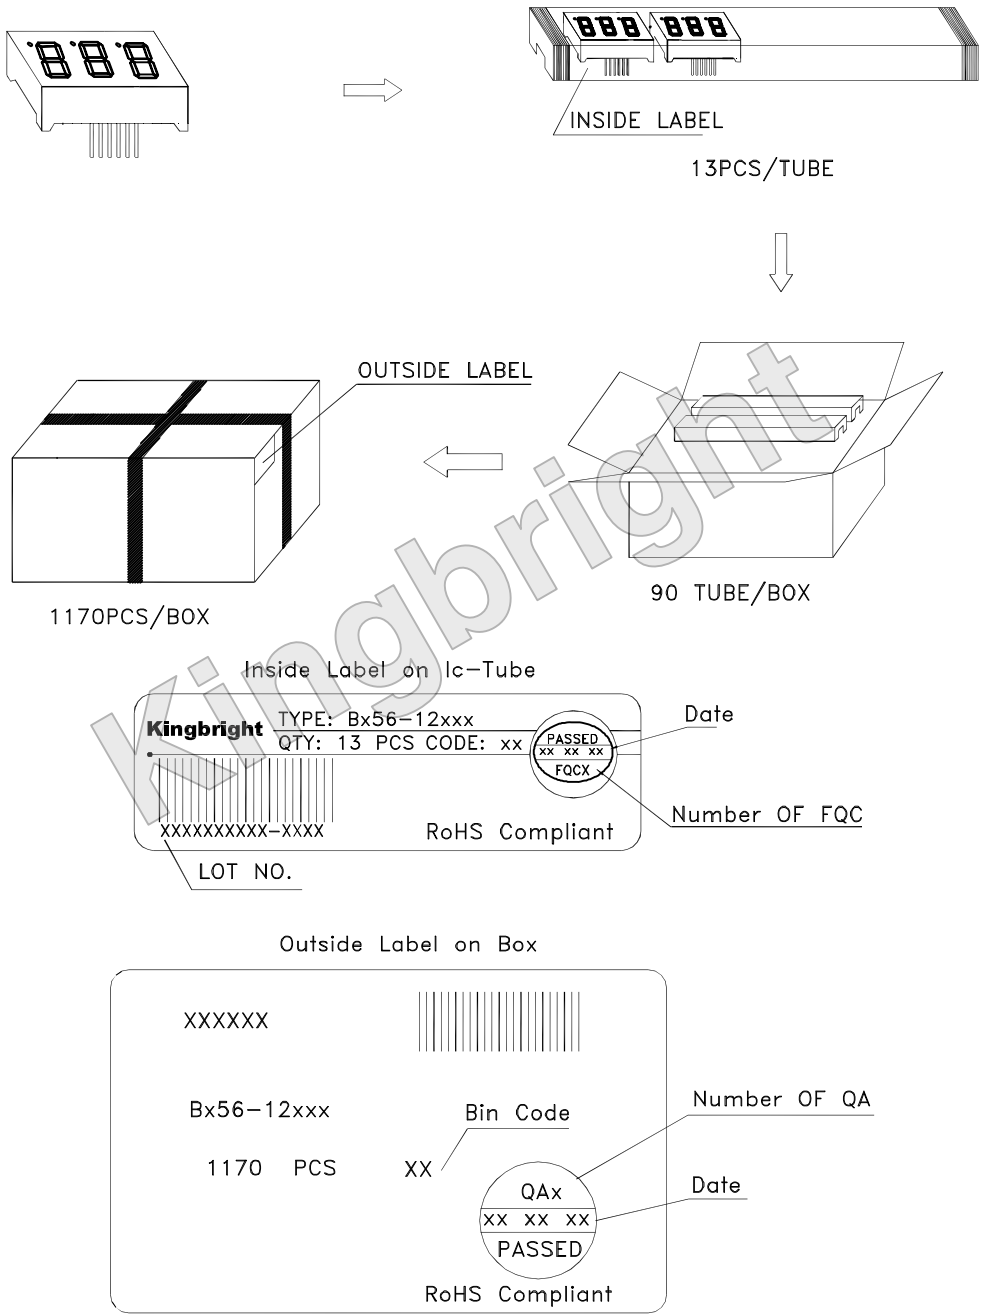 INSIDE LABEL
13PCS/TUBE
OUTSIDE LABEL
1170PCS/BOX
90 TUBE/BOX
Kingbright
Inside Label on Ic-Tube
Kingbright
TYPE: Bx56-12xxx
QTY: 13 PCS CODE: xx
PASSED
xx xx xx
FQCX
Date
Number OF FQC
XXXXXXXXXX-XXXX
RoHS Compliant
LOT NO.
Outside Label on Box
XXXXXX
Bx56-12xxx
Bin Code
Number OF QA
1170 PCS XX
QAx
xx xx xx
PASSED
Date
RoHS Compliant